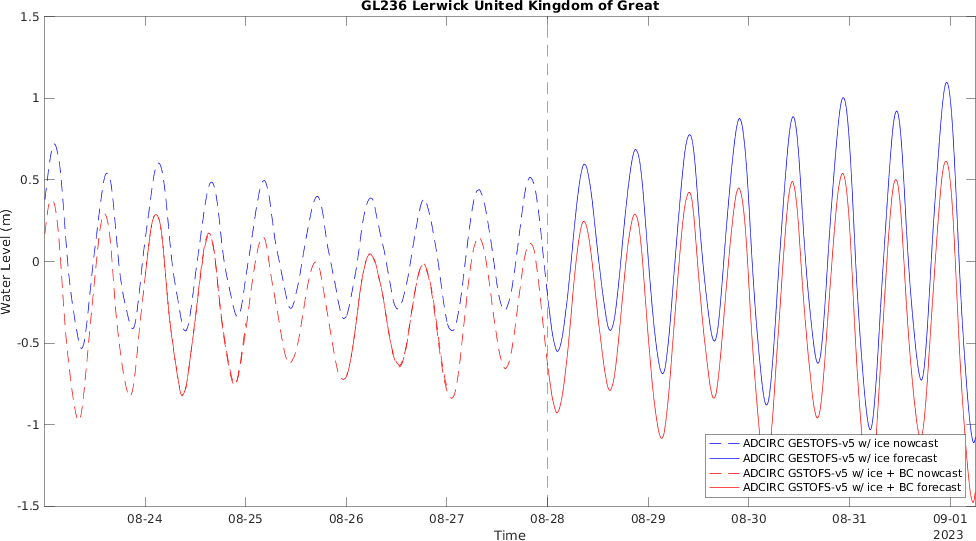 GL236 Lerwick United Kingdom of Great
1.5
1
0.5
0
-0.5
-1
-1.5
Water Level (m)
08-24
08-25
08-26
08-27
08-28
08-29
08-30
08-31
09-01
2023
Time
ADCIRC GESTOFS-v5 w/ ice nowcast
ADCIRC GESTOFS-v5 w/ ice forecast
ADCIRC GSTOFS-v5 w/ ice + BC nowcast
ADCIRC GSTOFS-v5 w/ ice + BC forecast